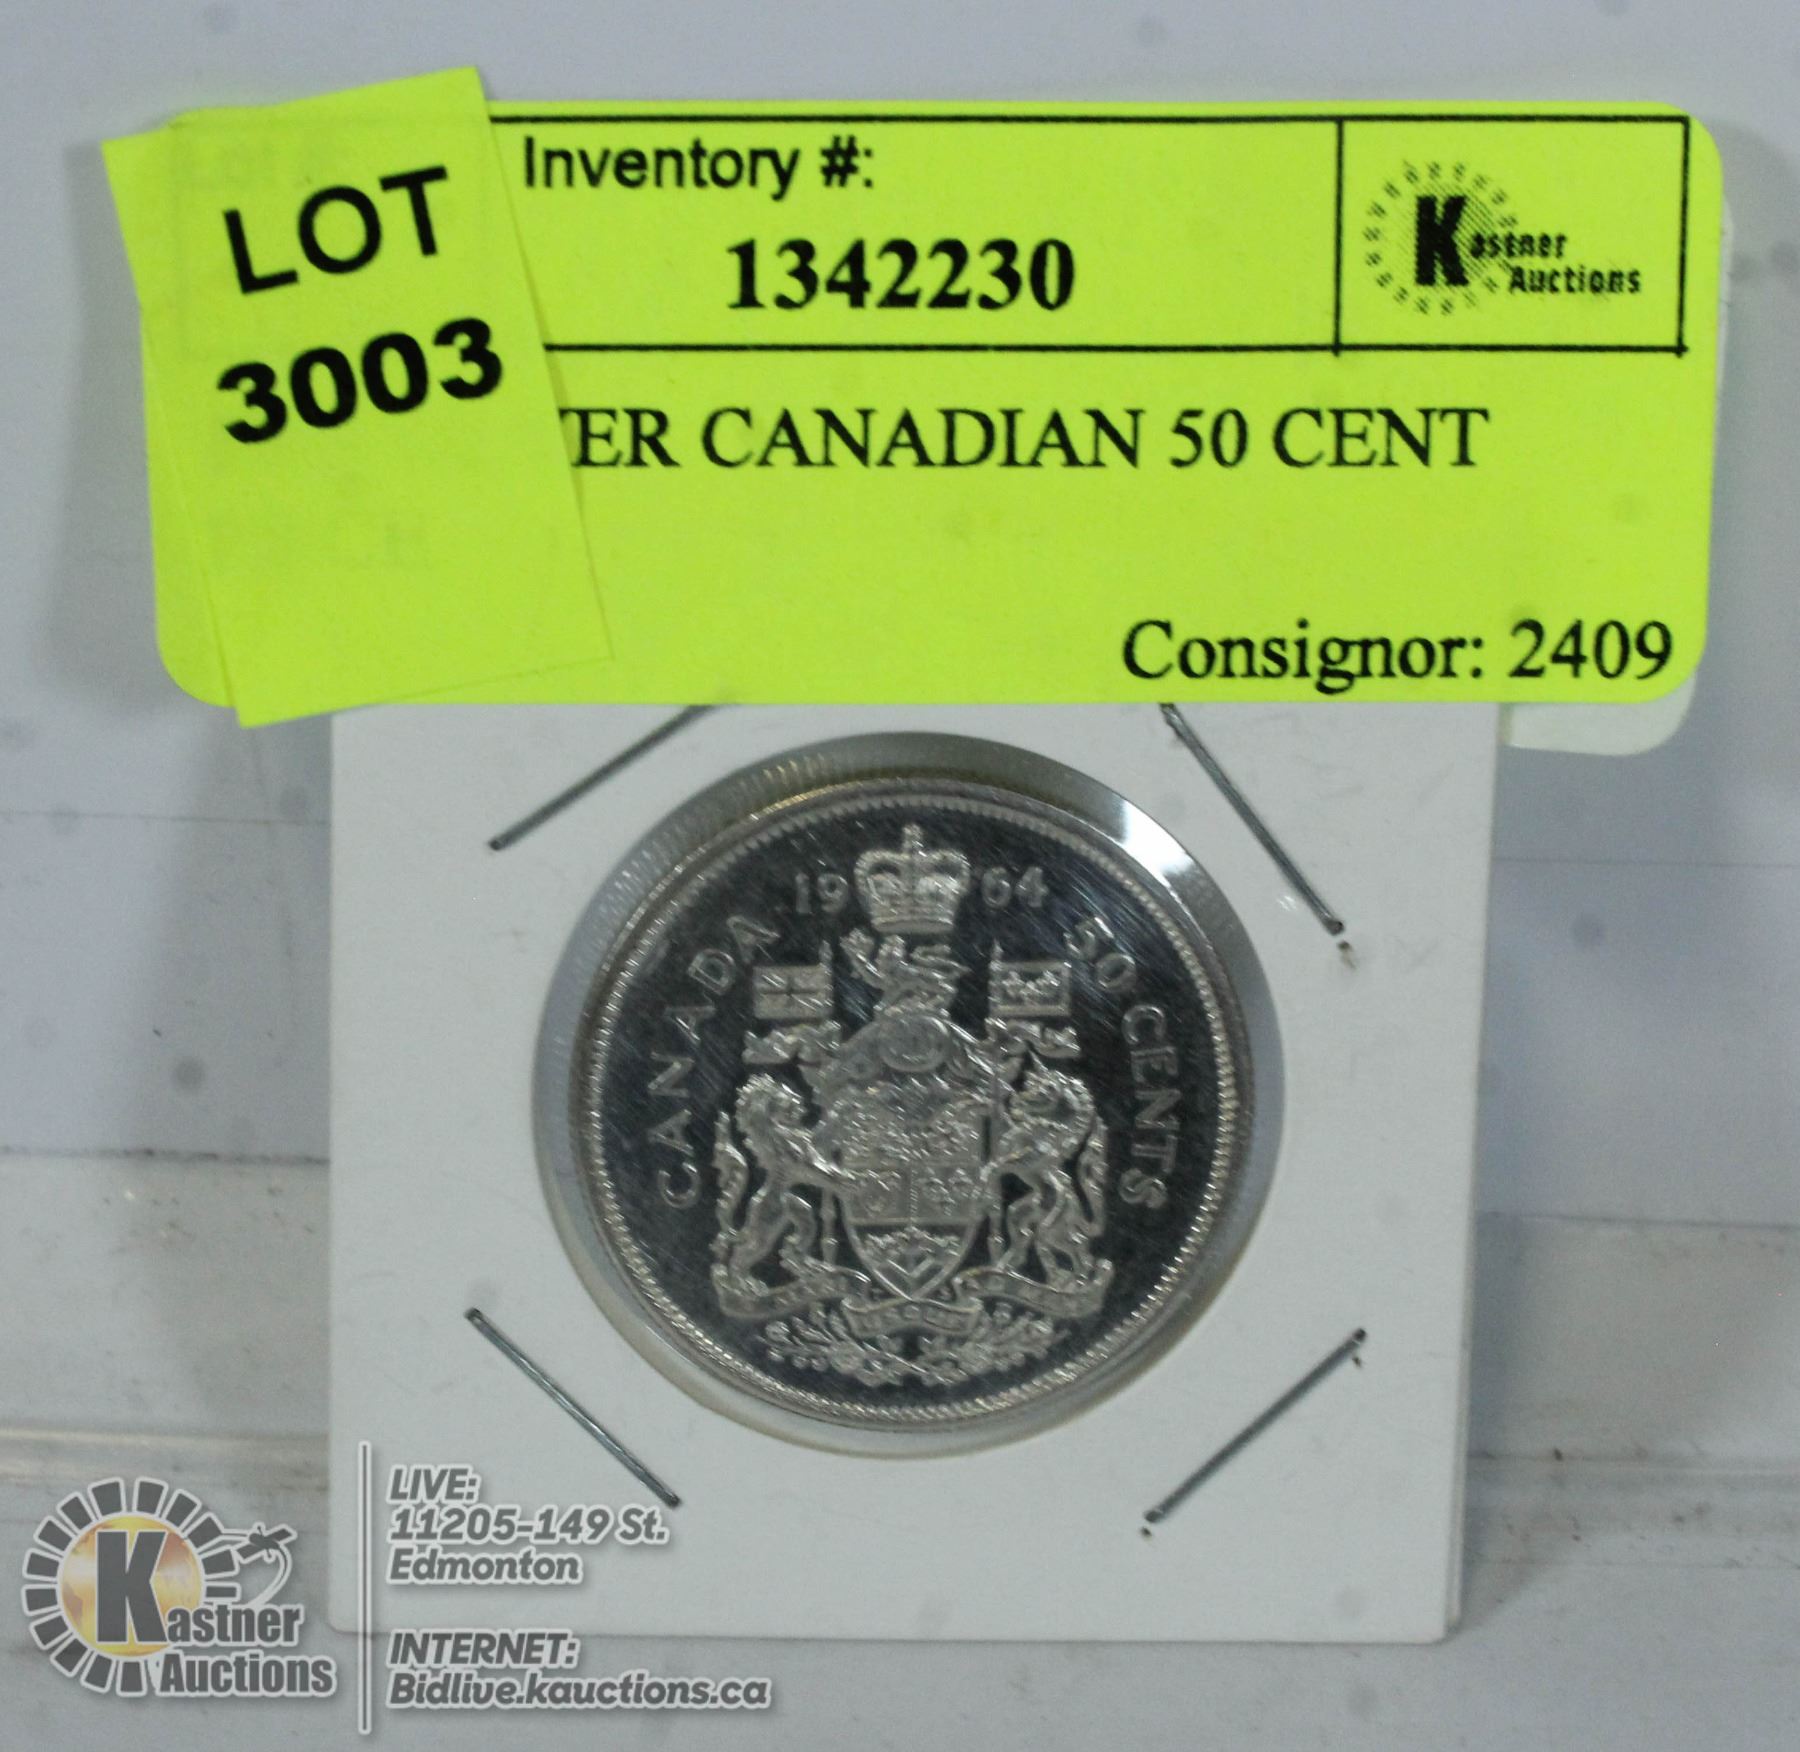 LOT
3003
Inventory #:
1342230
Kastner
Auctions
ER CANADIAN 50 CENT
Consignor: 2409
1964
CANADA
50 CENTS
LIVE:
11205-149 St.
Edmonton
INTERNET:
Bidlive.kauctions.ca
Kastner
Auctions